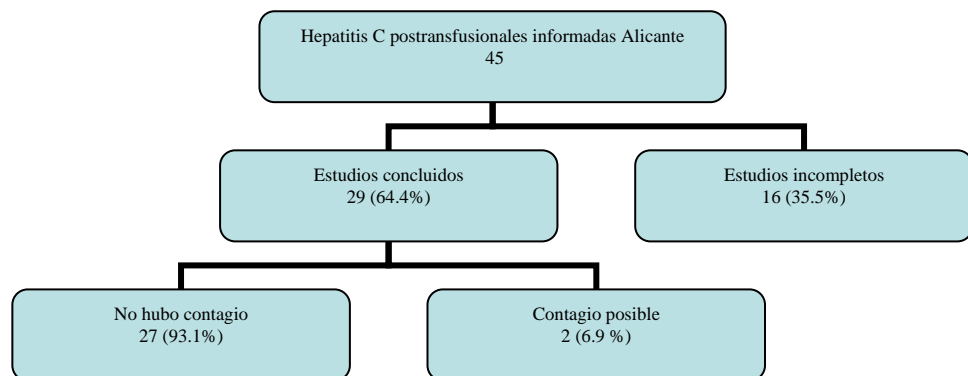 Hepatitis C postransfusionales informadas Alicante
45
Estudios concluidos
29 (64.4%)
Estudios incompletos
16 (35.5%)
No hubo contagio
27 (93.1%)
Contagio posible
2 (6.9 %)